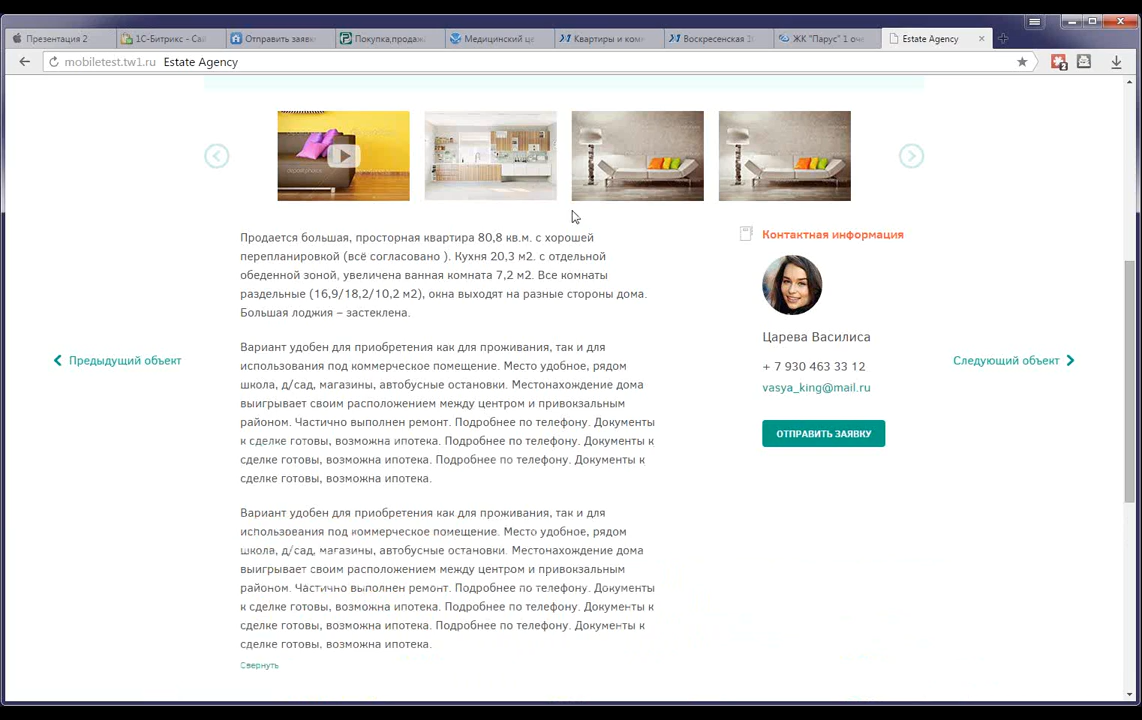 Презентация 2
1С-Битрикс - Сай
Отправить заявк
Покупка,продаж
Медицинский це
Квартиры и комн
Воскресенская 1
ЖК "Парус" 1 оче
Estate Agency
mobiletest.tw1.ru Estate Agency
2
Продается большая, просторная квартира 80,8 кв.м. с хорошей
перепланировкой (всё согласовано ). Кухня 20,3 м2. с отдельной
обеденной зоной, увеличена ванная комната 7,2 м2. Все комнаты
раздельные (16,9/18,2/10,2 м2), окна выходят на разные стороны дома.
Большая лоджия – застеклена.
Вариант удобен для приобретения как для проживания, так и для
использования под коммерческое помещение. Место удобное, рядом
школа, д/сад, магазины, автобусные остановки. Местонахождение дома
выигрывает своим расположением между центром и привокзальным
районом. Частично выполнен ремонт. Подробнее по телефону. Документы
к сделке готовы, возможна ипотека. Подробнее по телефону. Документы к
сделке готовы, возможна ипотека. Подробнее по телефону. Документы к
сделке готовы, возможна ипотека.
Вариант удобен для приобретения как для проживания, так и для
использования под коммерческое помещение. Место удобное, рядом
школа, д/сад, магазины, автобусные остановки. Местонахождение дома
выигрывает своим расположением между центром и привокзальным
районом. Частично выполнен ремонт. Подробнее по телефону. Документы
к сделке готовы, возможна ипотека. Подробнее по телефону. Документы к
сделке готовы, возможна ипотека. Подробнее по телефону. Документы к
сделке готовы, возможна ипотека.
Свернуть
Предыдущий объект
Контактная информация
Царева Василиса
+ 7 930 463 33 12
vasya_king@mail.ru
ОТПРАВИТЬ ЗАЯВКУ
Следующий объект